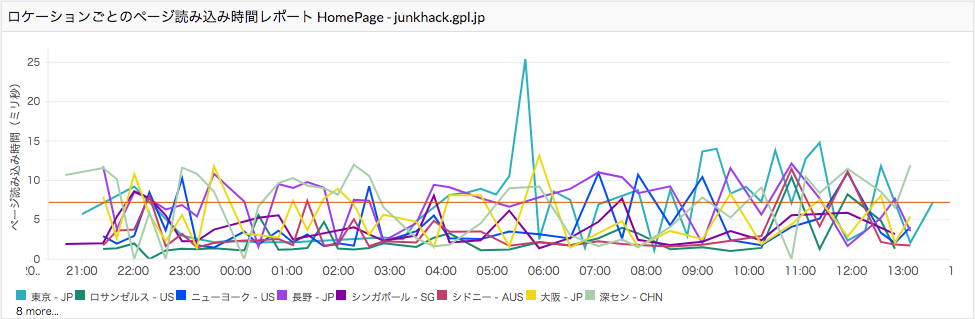 ロケーションごとのページ読み込み時間レポート HomePage - junkhack.gpl.jp
ページ読み込み時間 (ミリ秒)
25
20
15
10
5
0
20.. 21:00 22:00 23:00 00:00 01:00 02:00 03:00 04:00 05:00 06:00 07:00 08:00 09:00 10:00 11:00 12:00 13:00 1
東京 - JP ロサンゼルス - US ニューヨーク - US 長野 - JP シンガポール - SG シドニー - AUS 大阪 - JP 深セン - CHN
8 more...